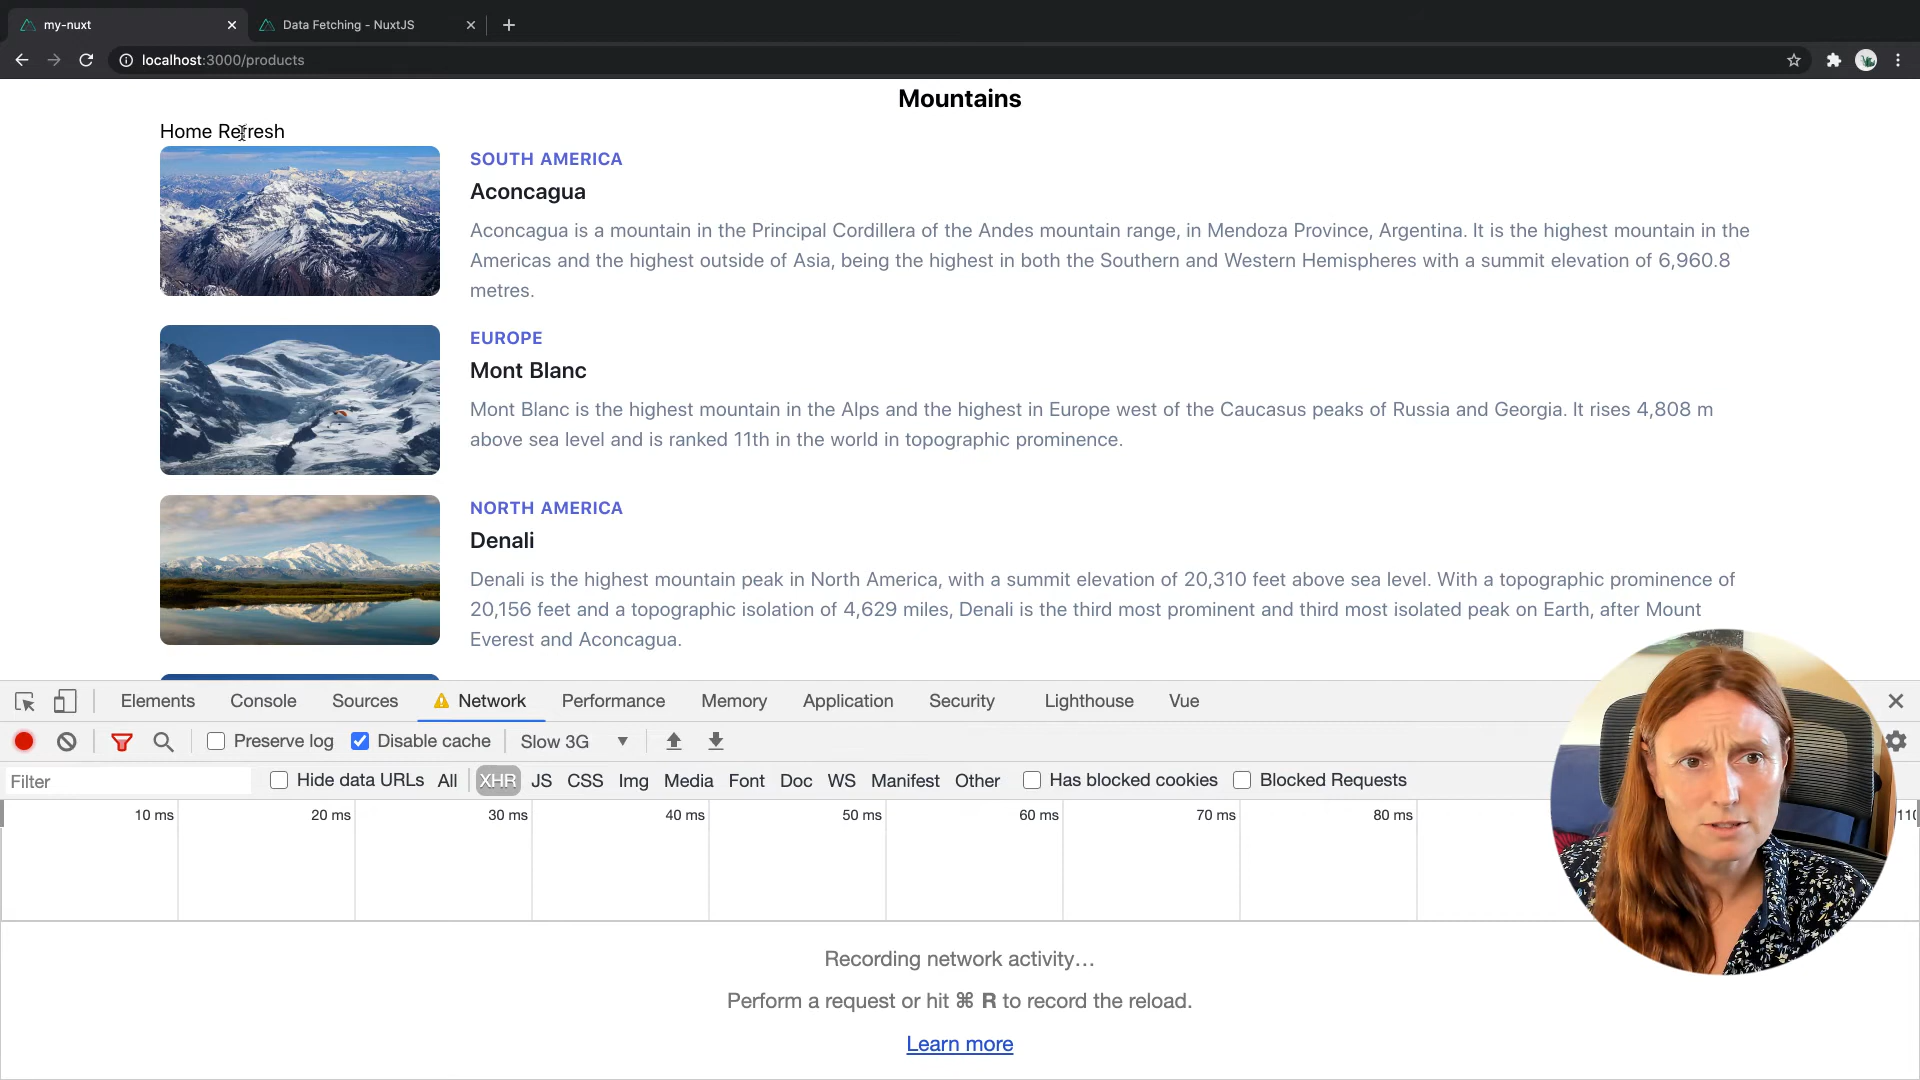 my-nuxt
Data Fetching - NuxtJS
localhost:3000/products
Mountains
Home Refresh
SOUTH AMERICA
Aconcagua
Aconcagua is a mountain in the Principal Cordillera of the Andes mountain range, in Mendoza Province, Argentina. It is the highest mountain in the
Americas and the highest outside of Asia, being the highest in both the Southern and Western Hemispheres with a summit elevation of 6,960.8
metres.
EUROPE
Mont Blanc
Mont Blanc is the highest mountain in the Alps and the highest in Europe west of the Caucasus peaks of Russia and Georgia. It rises 4,808 m
above sea level and is ranked 11th in the world in topographic prominence.
NORTH AMERICA
Denali
Denali is the highest mountain peak in North America, with a summit elevation of 20,310 feet above sea level. With a topographic prominence of
20,156 feet and a topographic isolation of 4,629 miles, Denali is the third most prominent and third most isolated peak on Earth, after Mount
Everest and Aconcagua.
Elements Console Sources Network Performance Memory Application Security Lighthouse Vue
Preserve log Disable cache Slow 3G
Filter Hide data URLs All XHR JS CSS Img Media Font Doc WS Manifest Other Has blocked cookies Blocked Requests
10 ms 20 ms 30 ms 40 ms 50 ms 60 ms 70 ms 80 ms
Recording network activity…
Perform a request or hit ⌘ R to record the reload.
Learn more